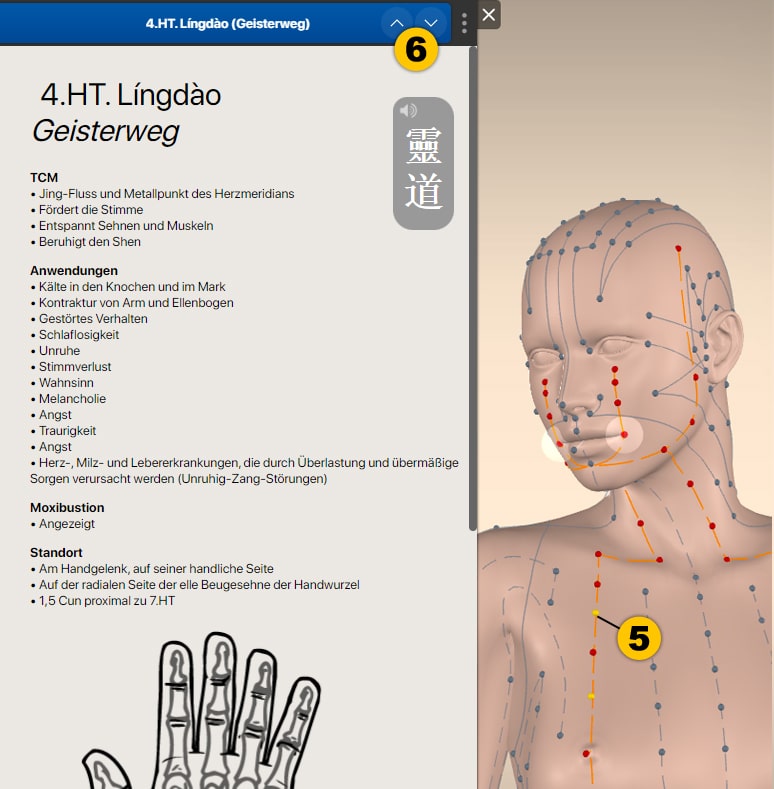 4.HT. Língdào (Geisterweg)
6
4.HT. Língdào
Geisterweg
靈
道
TCM
• Jing-Fluss und Metallpunkt des Herzmeridians
• Fördert die Stimme
• Entspannt Sehnen und Muskeln
• Beruhigt den Shen
Anwendungen
• Kälte in den Knochen und im Mark
• Kontraktur von Arm und Ellenbogen
• Gestörtes Verhalten
• Schlaflosigkeit
• Unruhe
• Stimmverlust
• Wahnsinn
• Melancholie
• Angst
• Traurigkeit
• Angst
• Herz-, Milz- und Lebererkrankungen, die durch Überlastung und übermäßige
Sorgen verursacht werden (Unruhig-Zang-Störungen)
Moxibustion
• Angezeigt
Standort
• Am Handgelenk, auf seiner handliche Seite
• Auf der radialen Seite der elle Beugesehne der Handwurzel
• 1,5 Cun proximal zu 7.HT
5